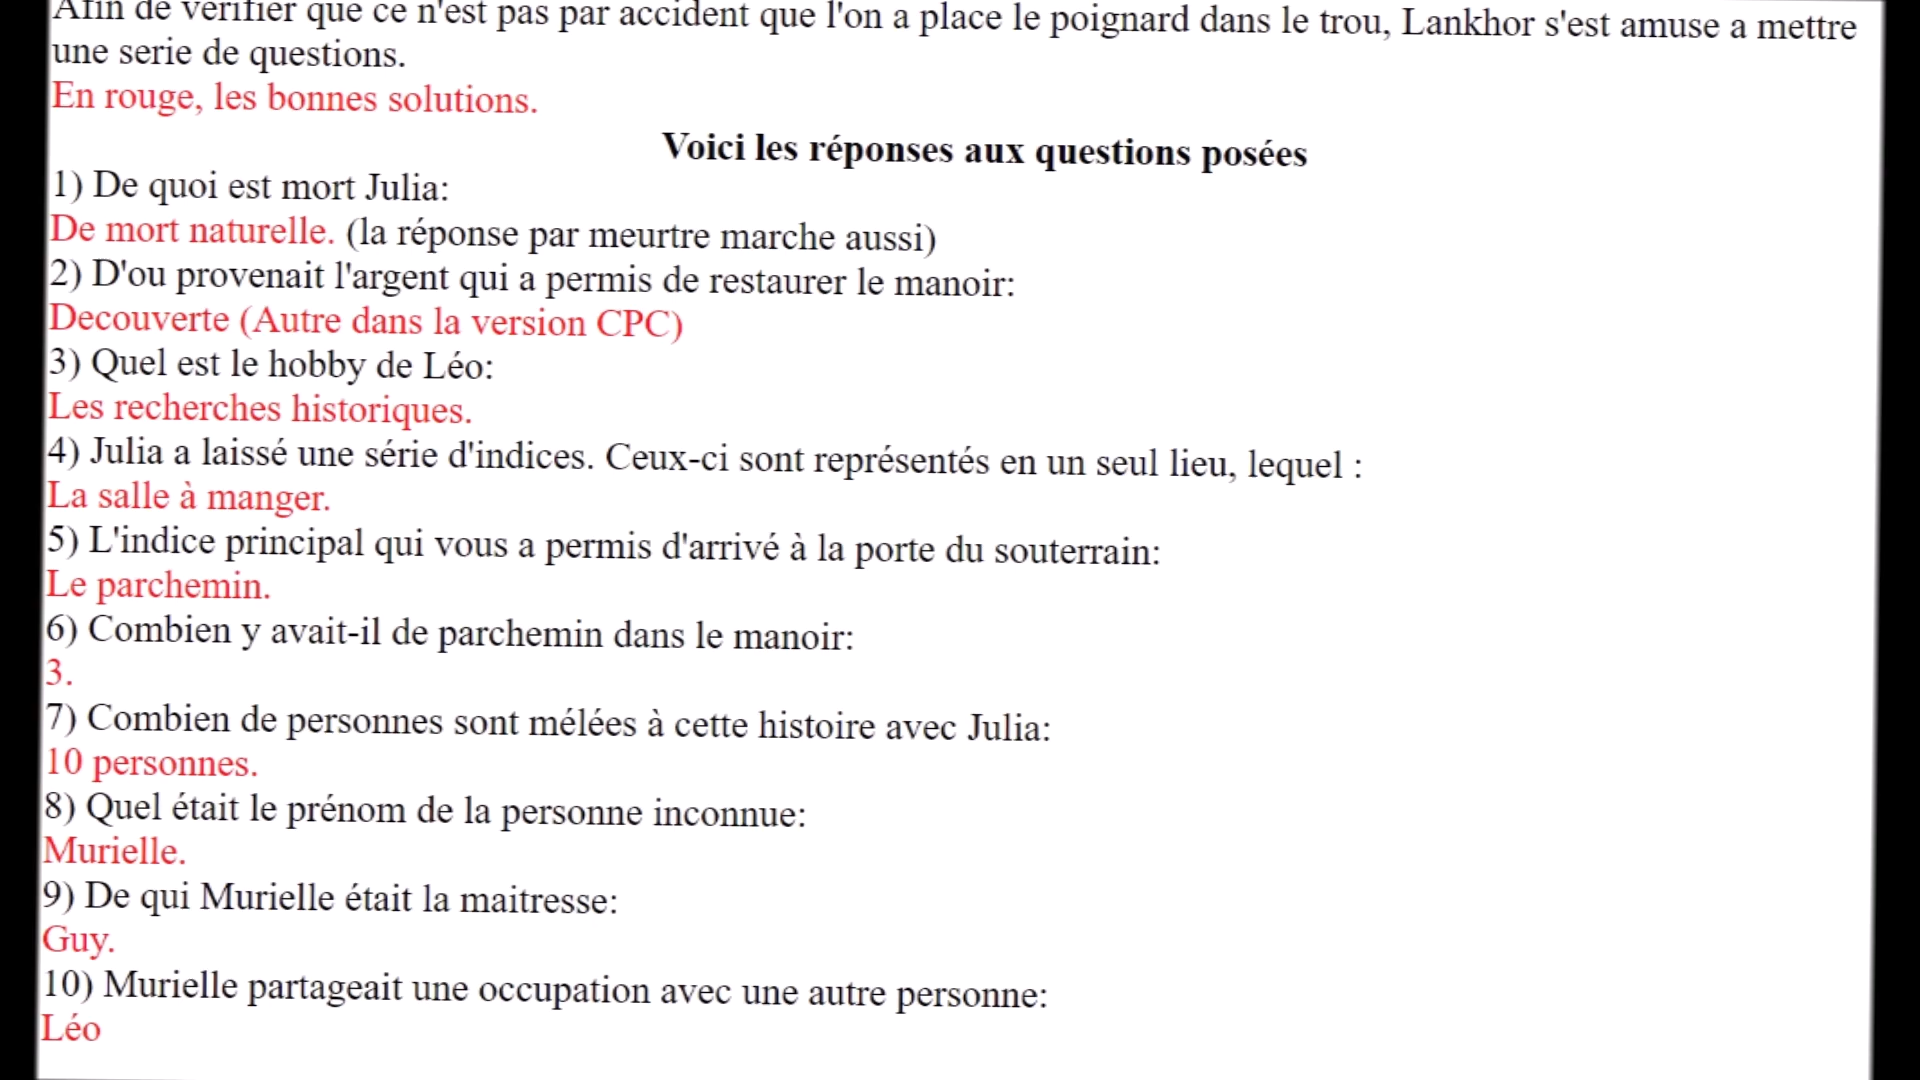 Afin de verifier que ce n'est pas par accident que l'on a place le poignard dans le trou, Lankhor s'est amuse a mettre
une serie de questions.
En rouge, les bonnes solutions.
Voici les réponses aux questions posées
1) De quoi est mort Julia:
De mort naturelle. (la réponse par meurtre marche aussi)
2) D'ou provenait l'argent qui a permis de restaurer le manoir:
Decouverte (Autre dans la version CPC)
3) Quel est le hobby de Léo:
Les recherches historiques.
4) Julia a laissé une série d'indices. Ceux-ci sont représentés en un seul lieu, lequel :
La salle à manger.
5) L'indice principal qui vous a permis d'arrivé à la porte du souterrain:
Le parchemin.
6) Combien y avait-il de parchemin dans le manoir:
3.
7) Combien de personnes sont mélées à cette histoire avec Julia:
10 personnes.
8) Quel était le prénom de la personne inconnue:
Murielle.
9) De qui Murielle était la maitresse:
Guy.
10) Murielle partageait une occupation avec une autre personne:
Léo